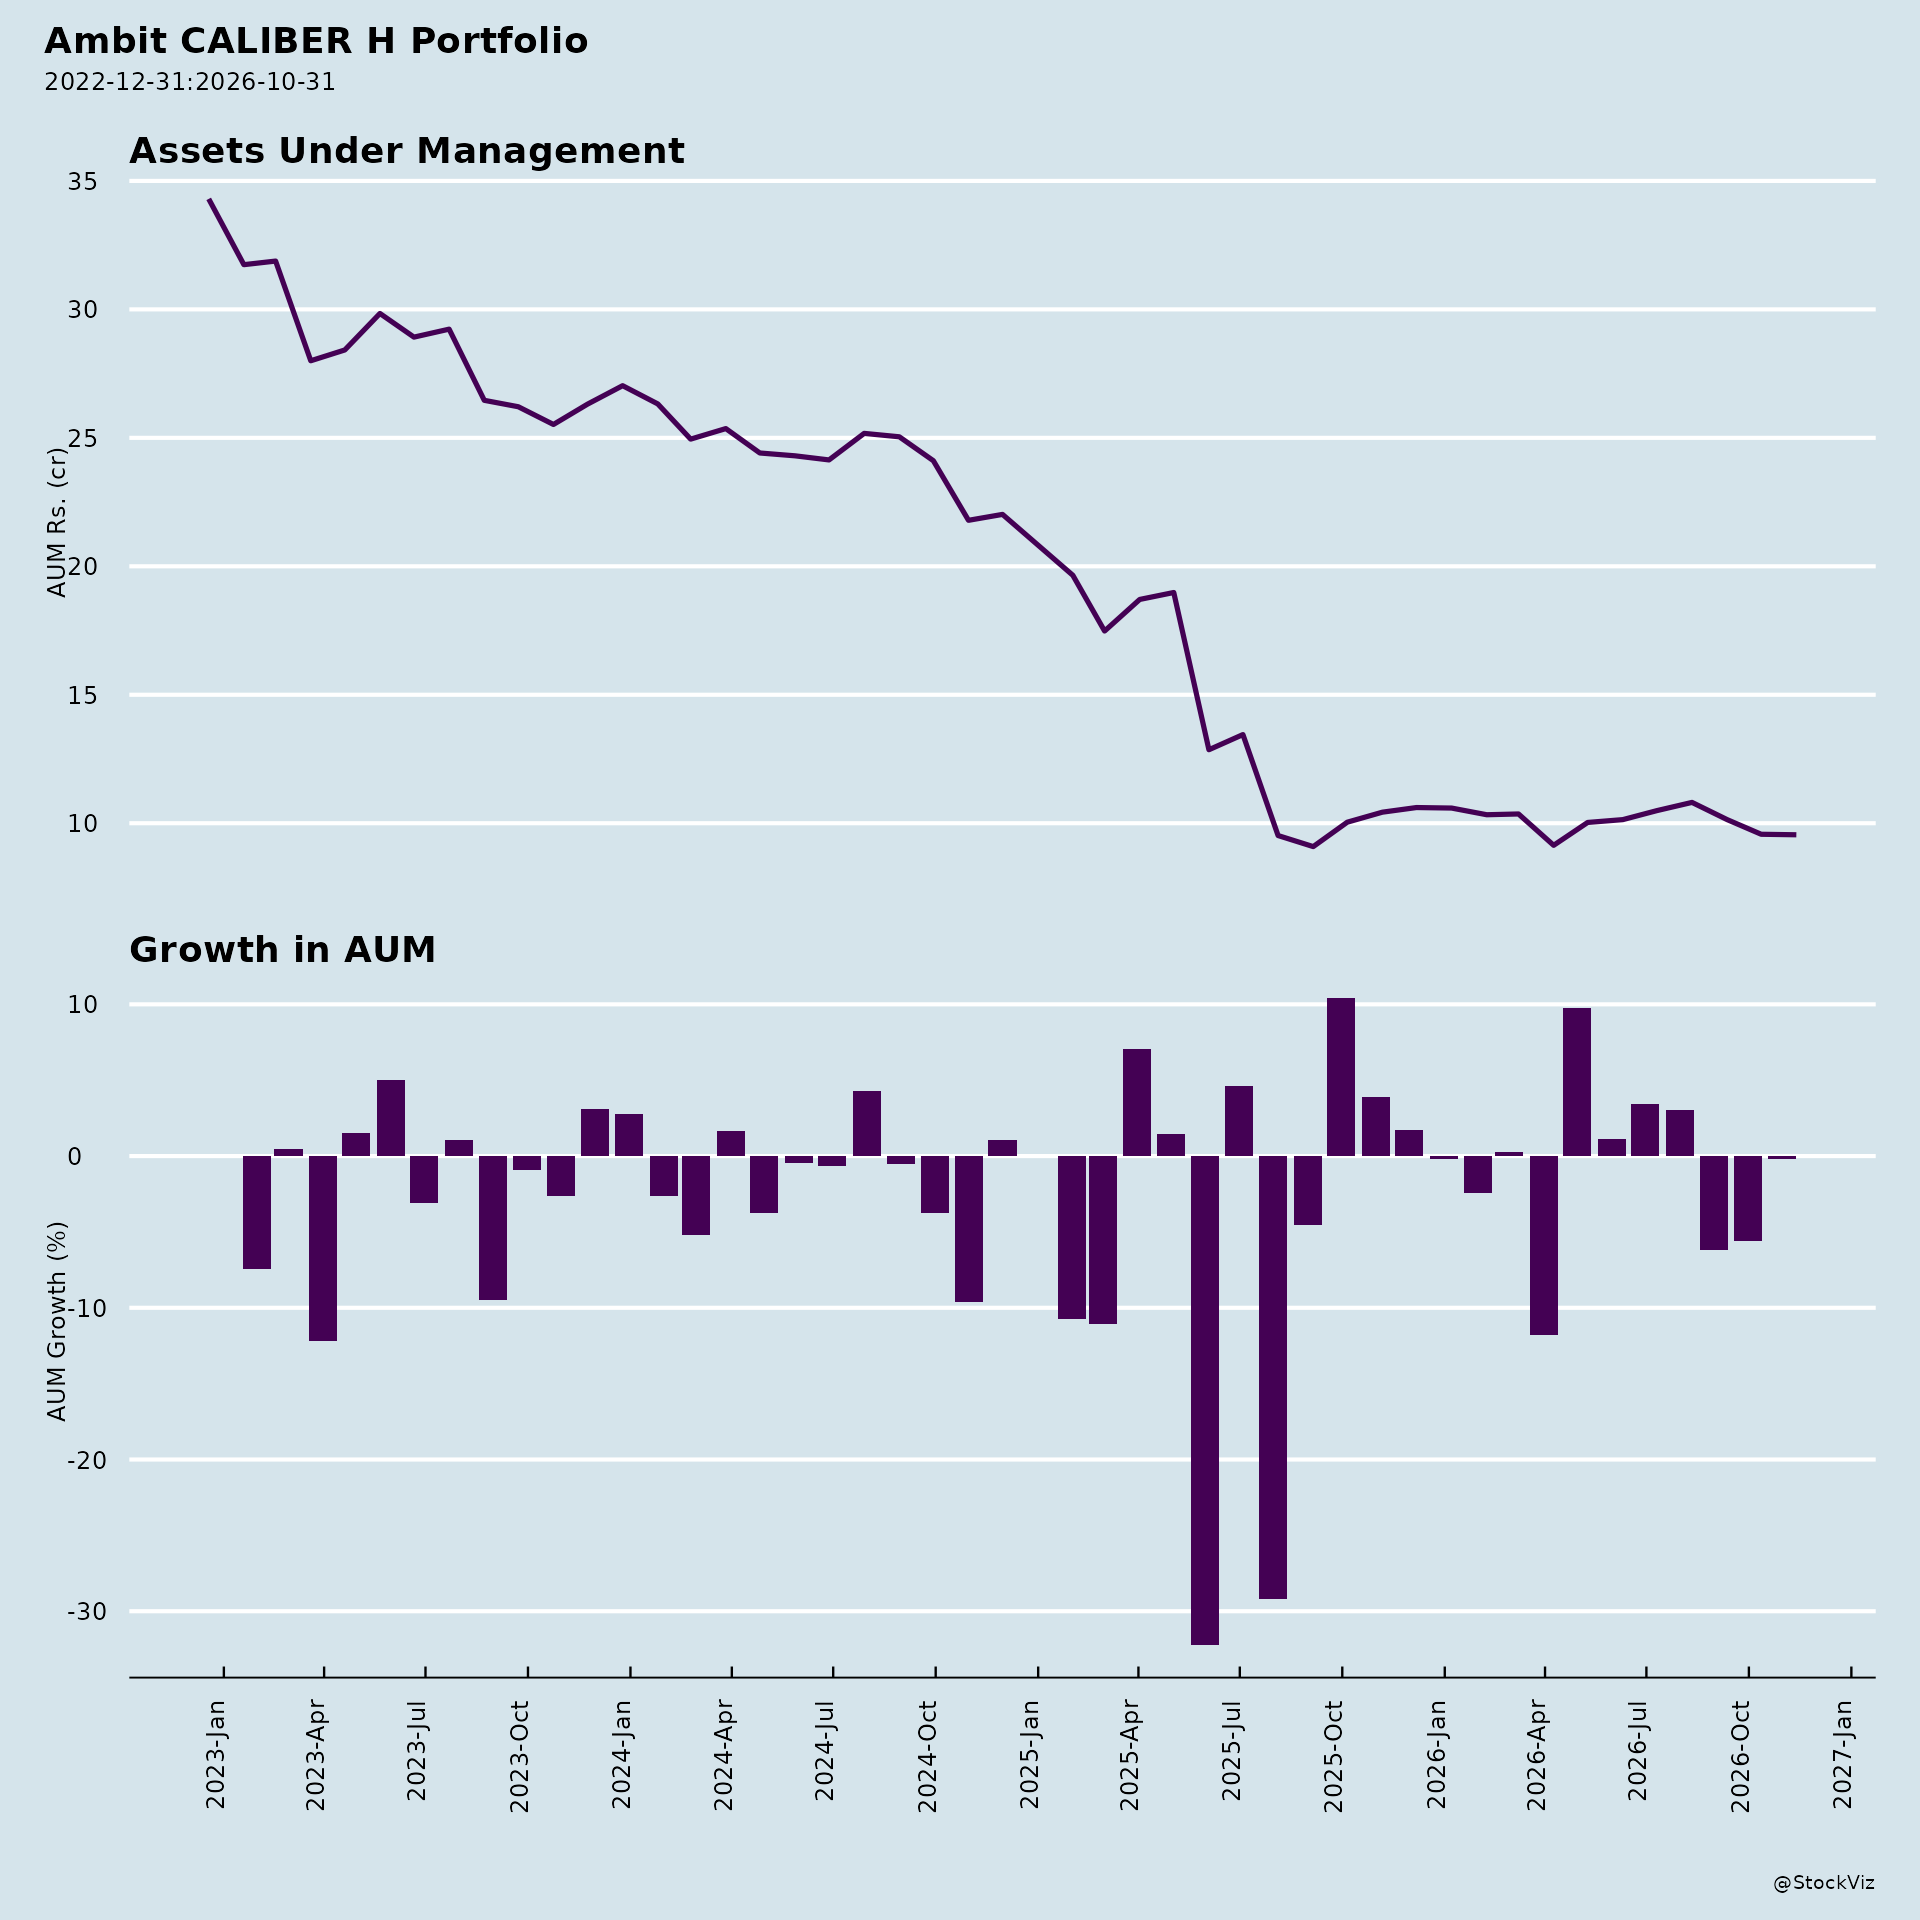 Ambit CALIBER H Portfolio
2022-12-31:2026-10-31
Assets Under Management
35
30
25
20
15
10
AUM Rs. (cr)
Growth in AUM
10
0
-10
-20
-30
AUM Growth (%)
2023-Jan
2023-Apr
2023-Jul
2023-Oct
2024-Jan
2024-Apr
2024-Jul
2024-Oct
2025-Jan
2025-Apr
2025-Jul
2025-Oct
2026-Jan
2026-Apr
2026-Jul
2026-Oct
2027-Jan
@StockViz